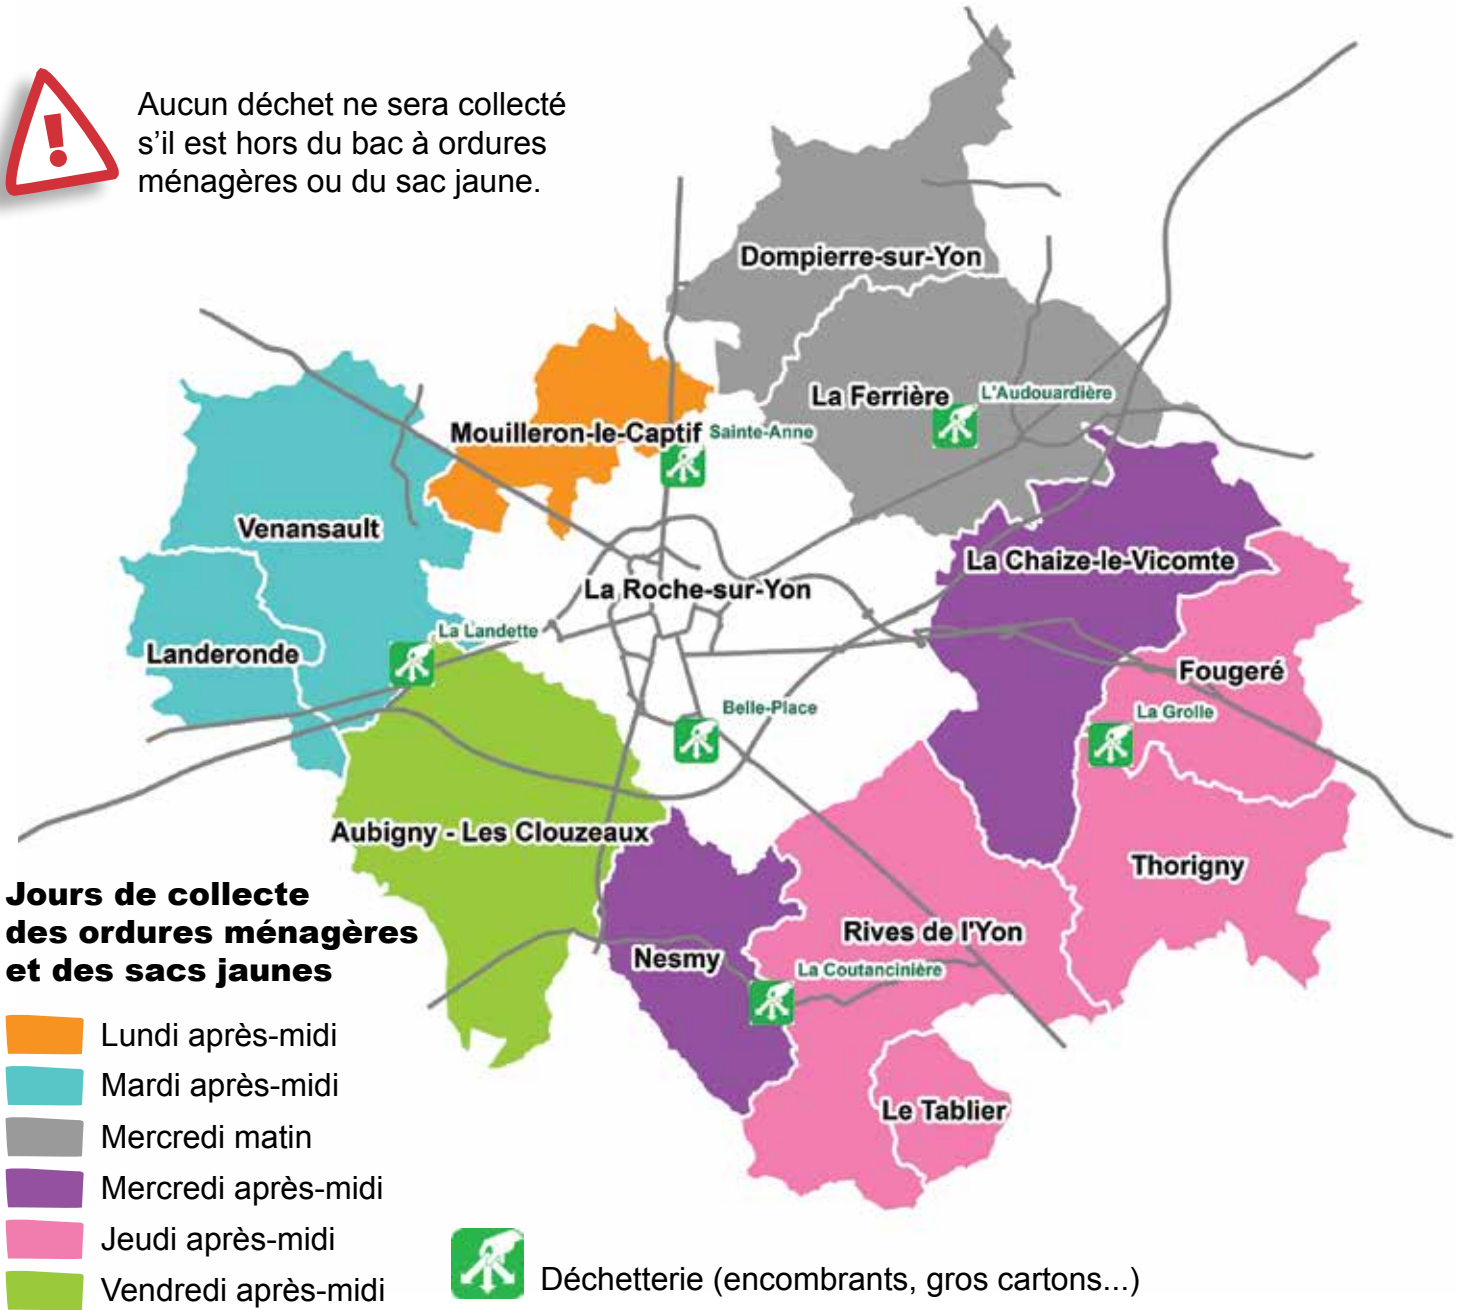 Aucun déchet ne sera collecté
s’il est hors du bac à ordures
ménagères ou du sac jaune.
Dompierre-sur-Yon
La Ferrière
L'Audouardière
Mouilleron-le-Captif
Sainte-Anne
Venansault
La Chaize-le-Vicomte
La Roche-sur-Yon
La Landette
Landeronde
Fougeré
Belle-Place
La Grolle
Aubigny - Les Clouzeaux
Thorigny
Rives de l'Yon
Nesmy
La Coutancinière
Le Tablier
Jours de collecte
des ordures ménagères
et des sacs jaunes
Lundi après-midi
Mardi après-midi
Mercredi matin
Mercredi après-midi
Jeudi après-midi
Vendredi après-midi
Déchetterie (encombrants, gros cartons...)